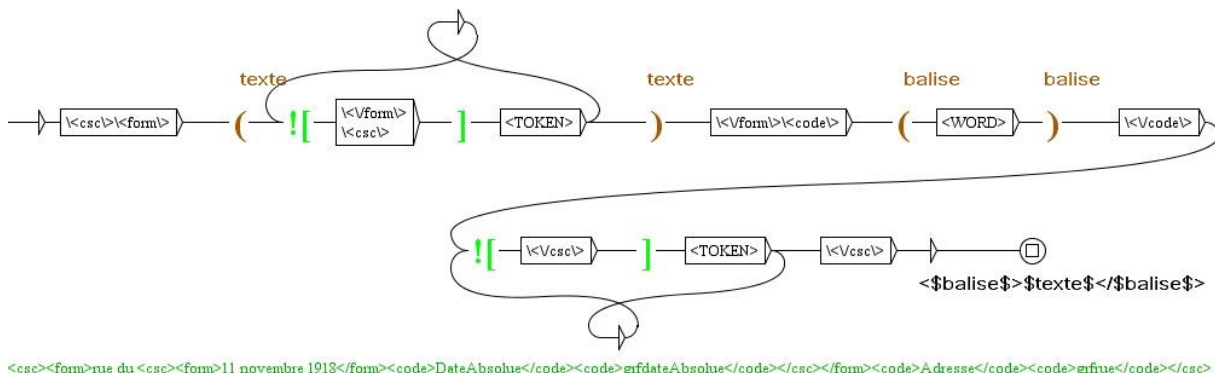 texte texte balise balise
\<csc\>\<form\> ( ![ \<\/form\> ] <TOKEN> ) \<\/form\>\<code\> ( <WORD> ) \<\/code\>
\<csc\>
![ \<\/csc\> ] <TOKEN> \<\/csc\>
<$balise$>$texte$</$balise$>
<csc><form>rue du <csc><form>11 novembre 1918</form><code>DateAbsolue</code><code>grfdateAbsolue</code></csc></form><code>Adresse</code><code>grfrue</code></csc>